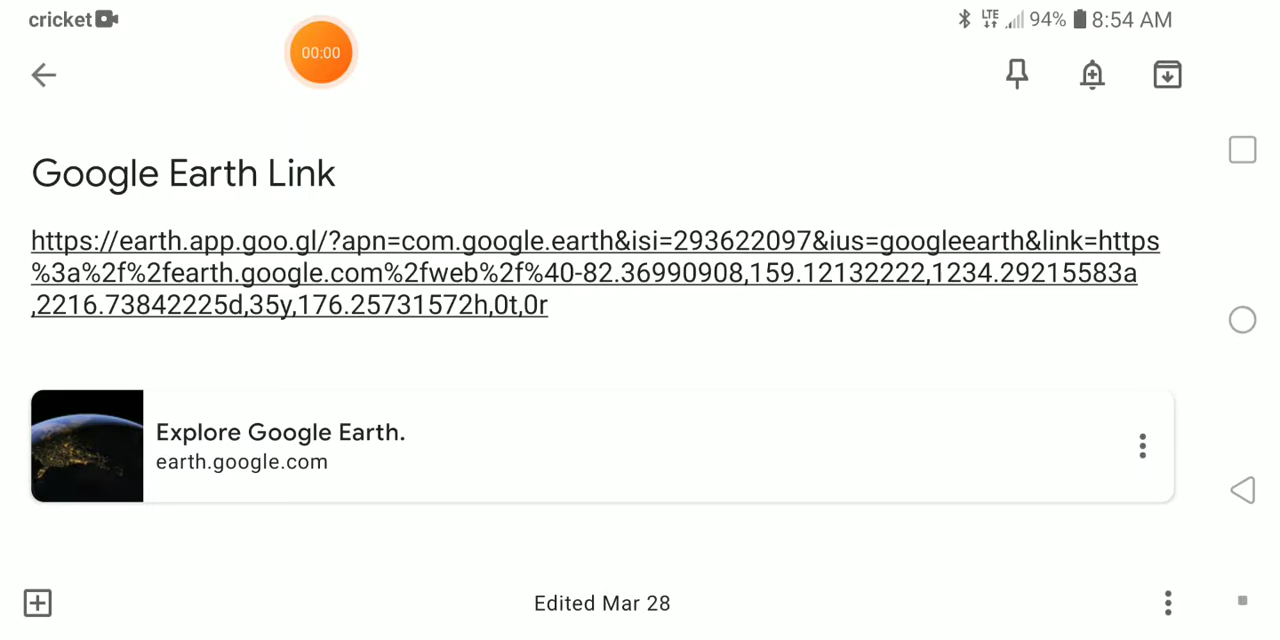 cricket LTE 94% 8:54 AM
00:00
Google Earth Link
https://earth.app.goo.gl/?apn=com.google.earth&isi=293622097&ius=googleearth&link=https
%3a%2f%2fearth.google.com%2fweb%2f%40-82.36990908,159.12132222,1234.29215583a
,2216.73842225d,35y,176.25731572h,0t,0r
Explore Google Earth.
earth.google.com
Edited Mar 28